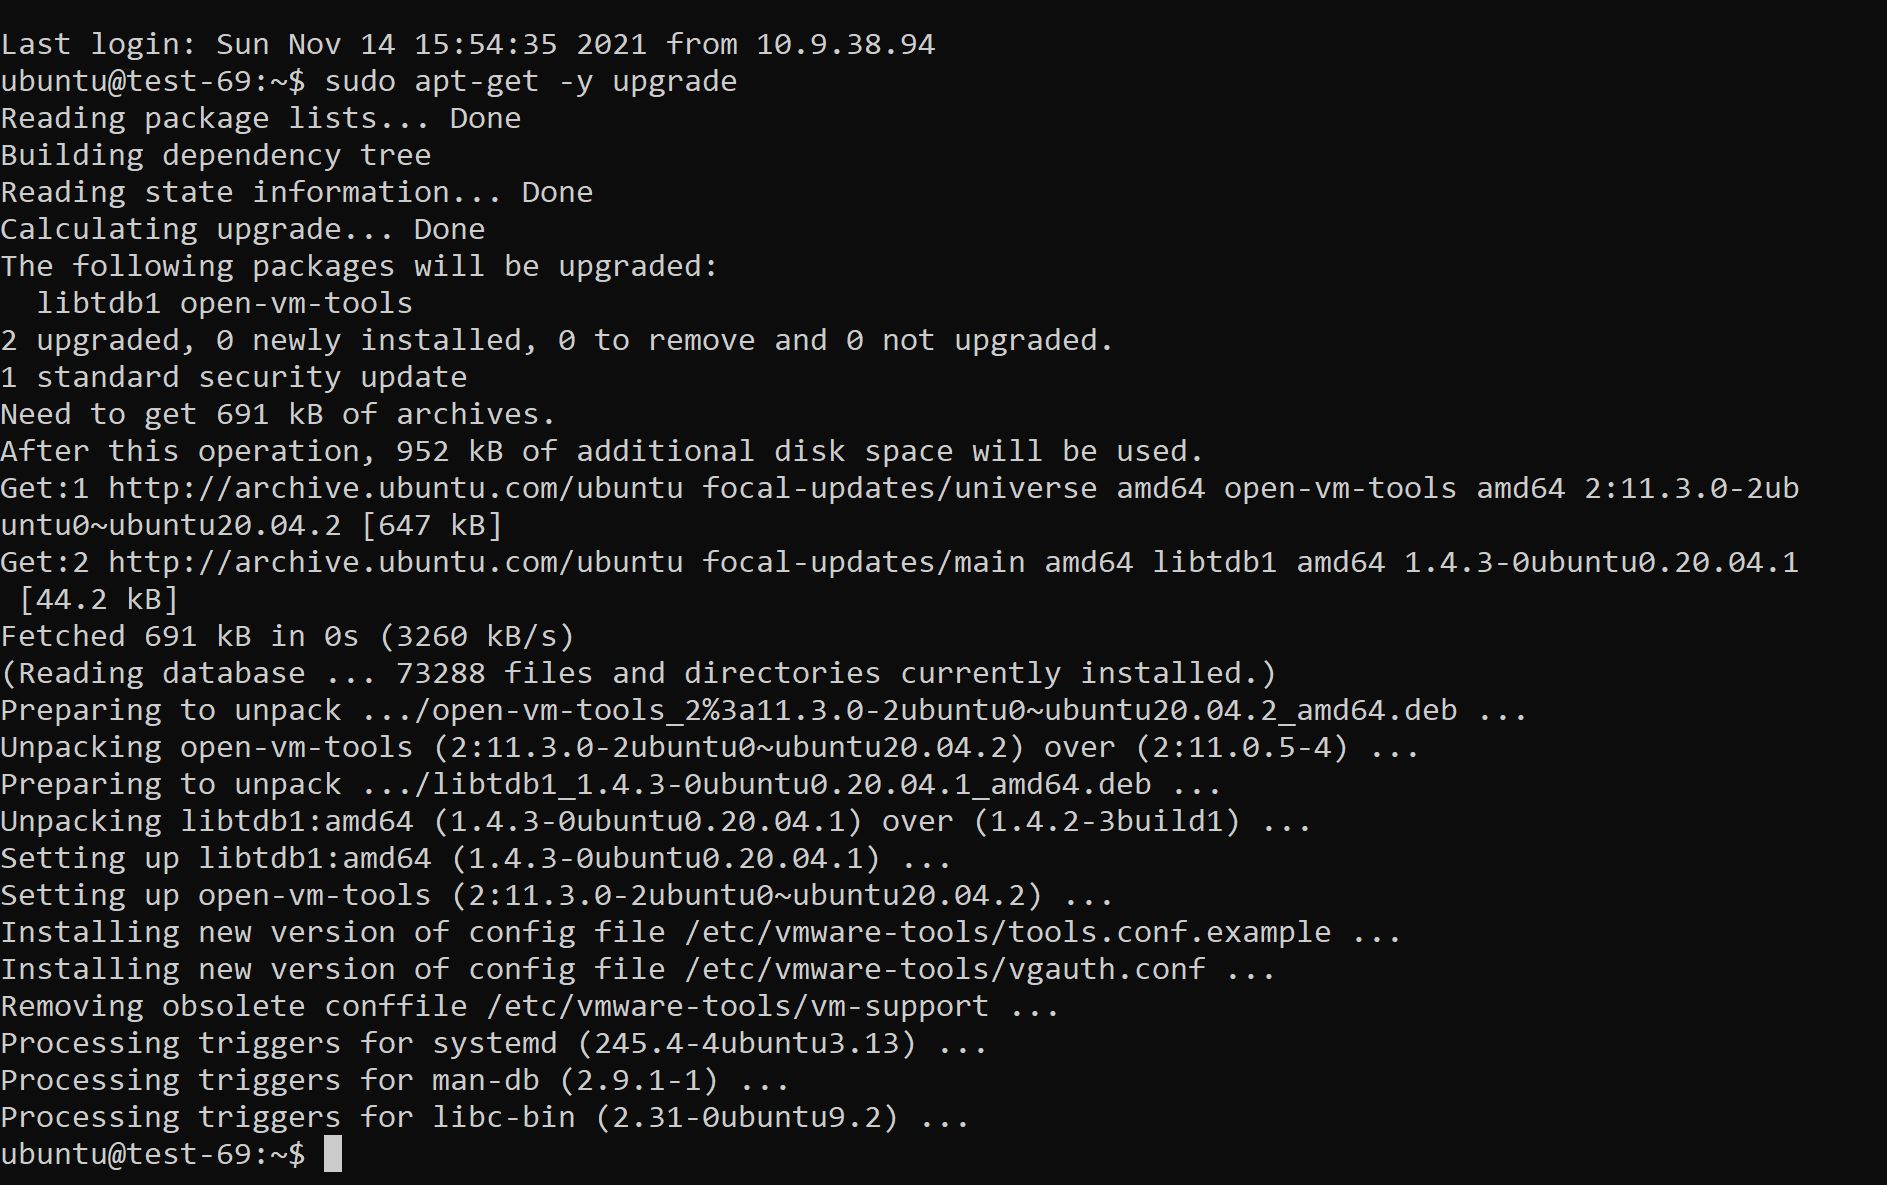 Last login: Sun Nov 14 15:54:35 2021 from 10.9.38.94
ubuntu@test-69:~$ sudo apt-get -y upgrade
Reading package lists... Done
Building dependency tree
Reading state information... Done
Calculating upgrade... Done
The following packages will be upgraded:
  libtdb1 open-vm-tools
2 upgraded, 0 newly installed, 0 to remove and 0 not upgraded.
1 standard security update
Need to get 691 kB of archives.
After this operation, 952 kB of additional disk space will be used.
Get:1 http://archive.ubuntu.com/ubuntu focal-updates/universe amd64 open-vm-tools amd64 2:11.3.0-2ub
untu0~ubuntu20.04.2 [647 kB]
Get:2 http://archive.ubuntu.com/ubuntu focal-updates/main amd64 libtdb1 amd64 1.4.3-0ubuntu0.20.04.1
 [44.2 kB]
Fetched 691 kB in 0s (3260 kB/s)
(Reading database ... 73288 files and directories currently installed.)
Preparing to unpack .../open-vm-tools_2%3a11.3.0-2ubuntu0~ubuntu20.04.2_amd64.deb ...
Unpacking open-vm-tools (2:11.3.0-2ubuntu0~ubuntu20.04.2) over (2:11.0.5-4) ...
Preparing to unpack .../libtdb1_1.4.3-0ubuntu0.20.04.1_amd64.deb ...
Unpacking libtdb1:amd64 (1.4.3-0ubuntu0.20.04.1) over (1.4.2-3build1) ...
Setting up libtdb1:amd64 (1.4.3-0ubuntu0.20.04.1) ...
Setting up open-vm-tools (2:11.3.0-2ubuntu0~ubuntu20.04.2) ...
Installing new version of config file /etc/vmware-tools/tools.conf.example ...
Installing new version of config file /etc/vmware-tools/vgauth.conf ...
Removing obsolete conffile /etc/vmware-tools/vm-support ...
Processing triggers for systemd (245.4-4ubuntu3.13) ...
Processing triggers for man-db (2.9.1-1) ...
Processing triggers for libc-bin (2.31-0ubuntu9.2) ...
ubuntu@test-69:~$